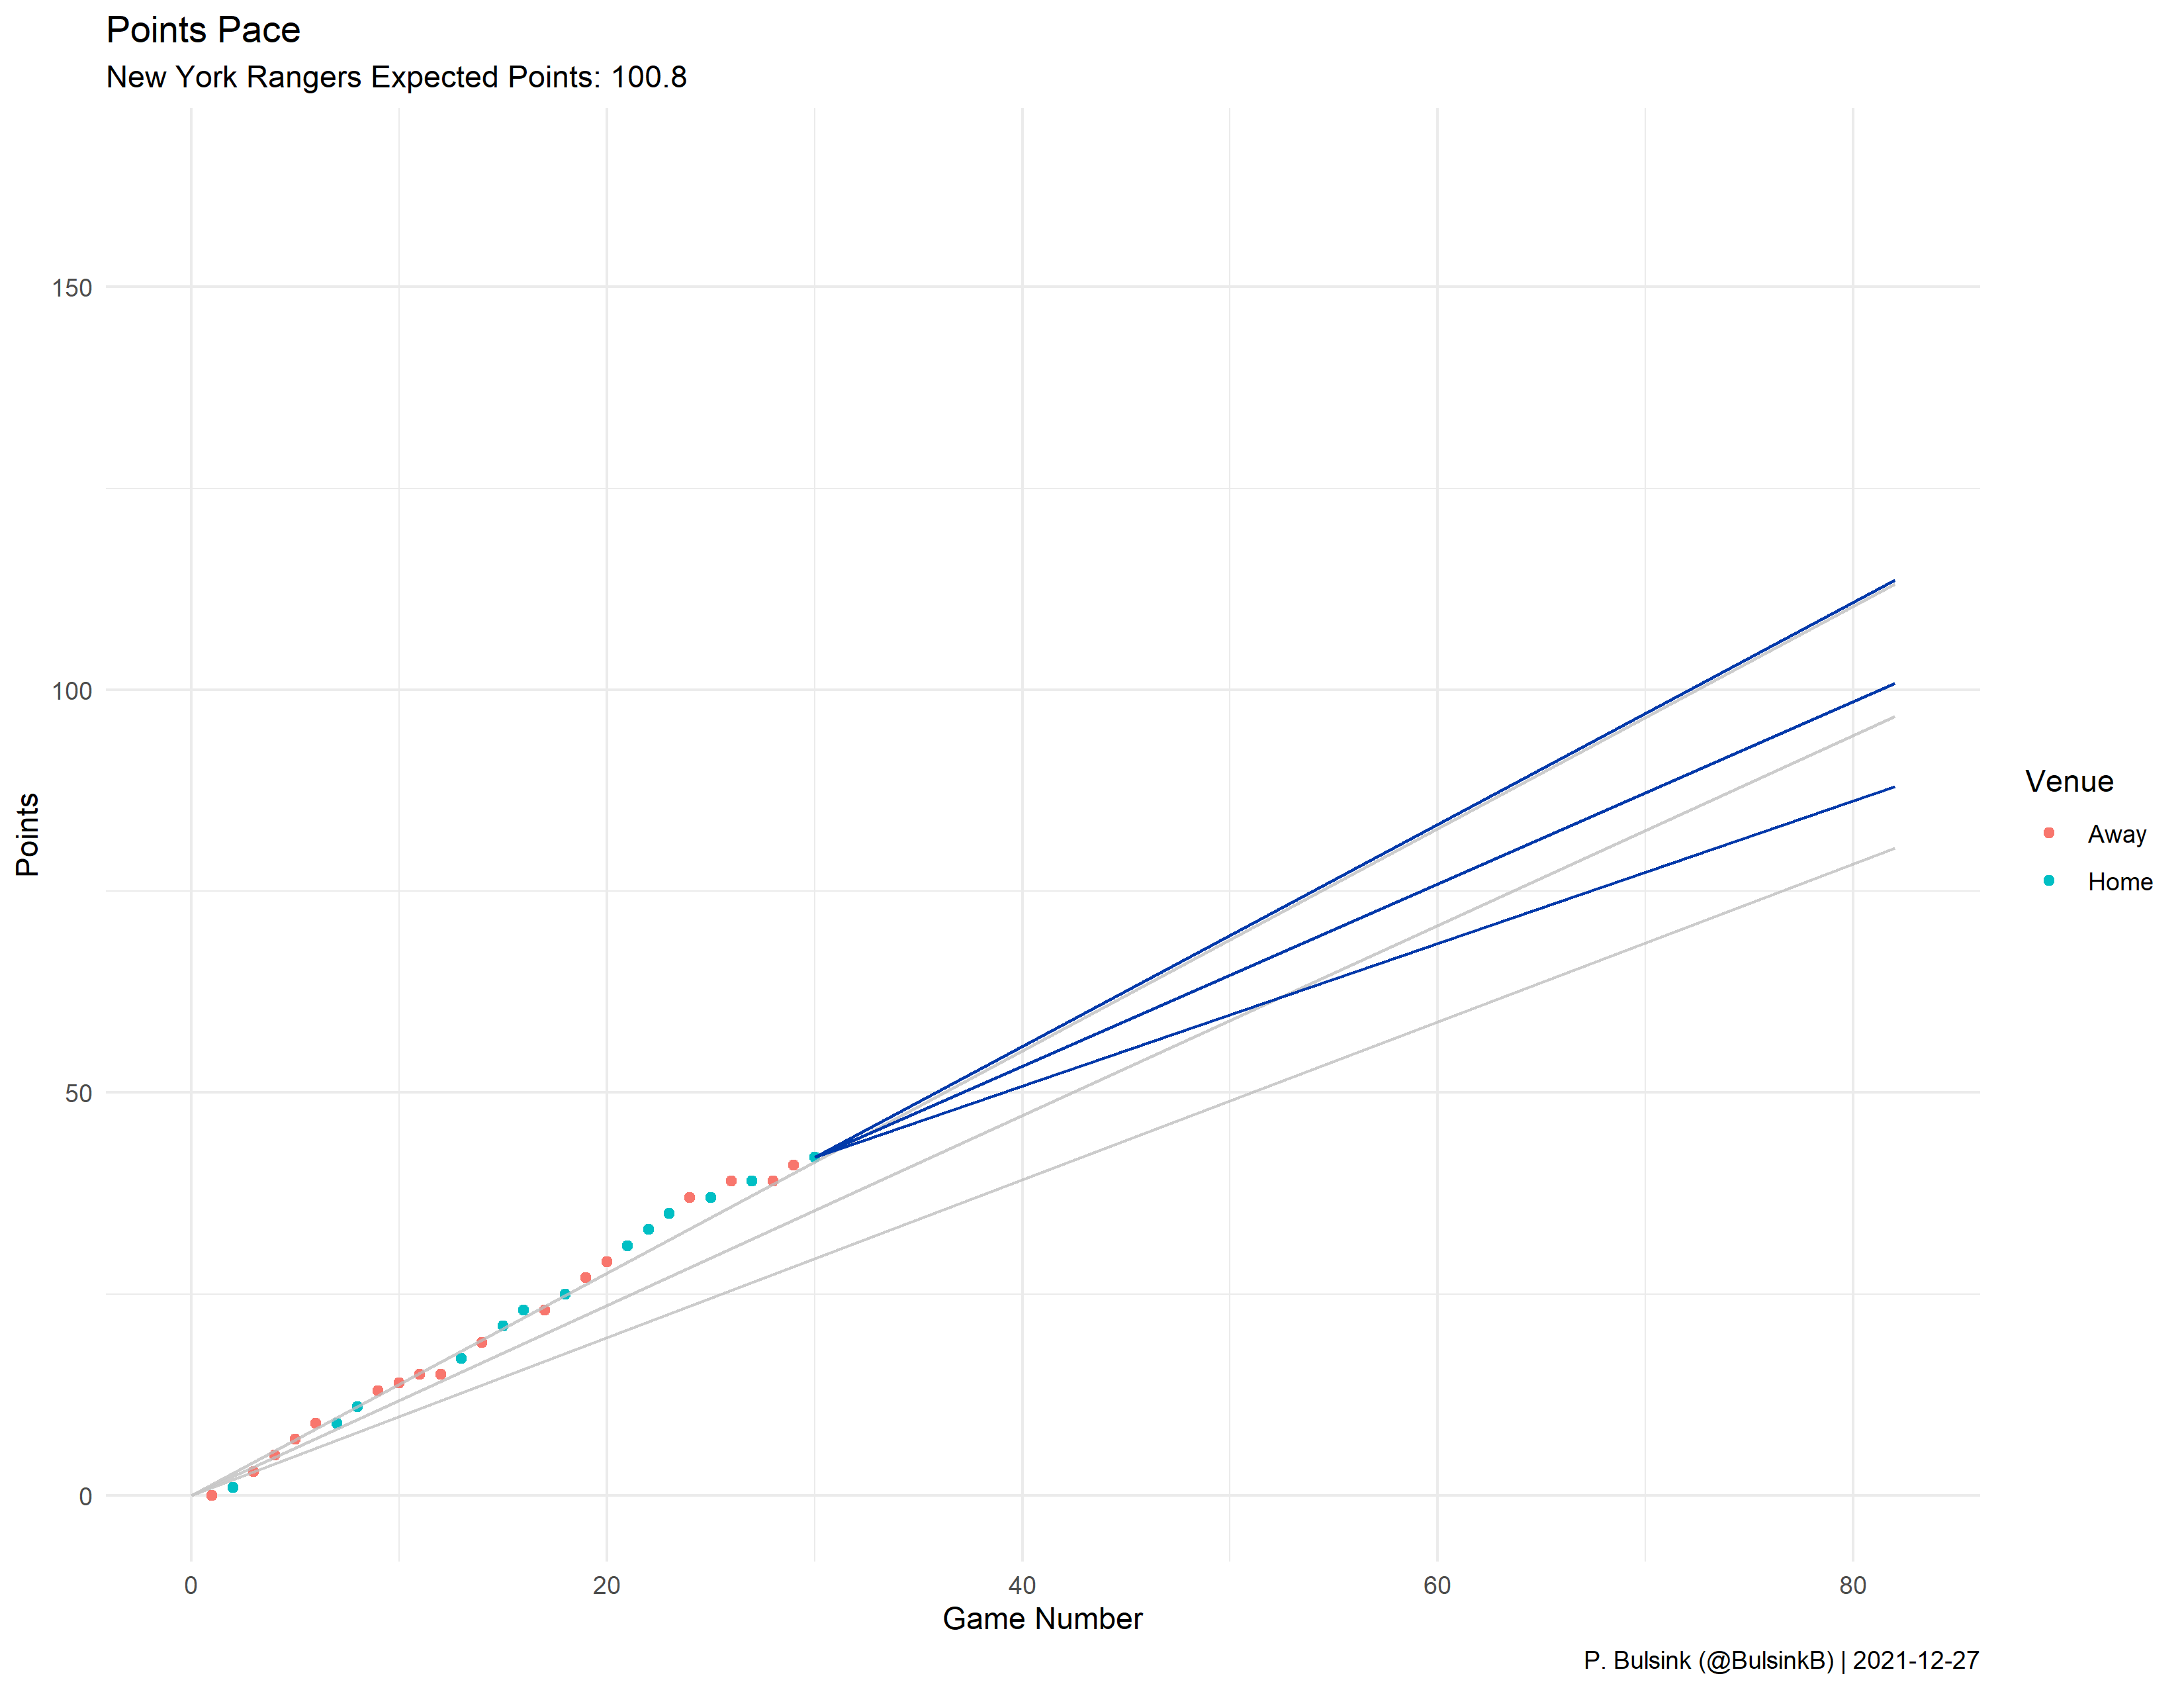 Points Pace
New York Rangers Expected Points: 100.8
150
100
50
0
Points
0 20 40 60 80
Game Number
Venue
Away
Home
P. Bulsink (@BulsinkB) | 2021-12-27